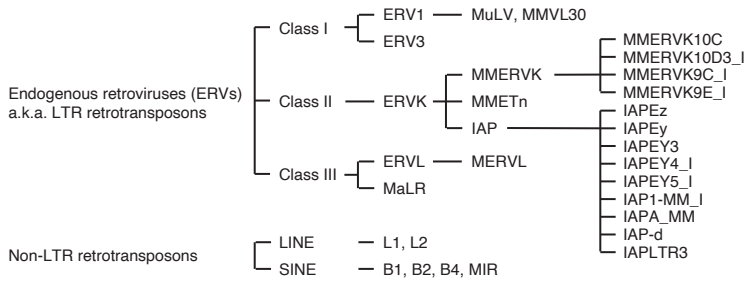 Endogenous retroviruses (ERVs)
a.k.a. LTR retrotransposons
Class I
ERV1
MuLV, MMVL30
ERV3
Class II
ERVK
MMERVK
MMERVK10C
MMERVK10D3_I
MMERVK9C_I
MMERVK9E_I
MMETn
IAP
IAPEz
IAPEy
IAPEY3
IAPEY4_I
IAPEY5_I
IAP1-MM_I
IAPA_MM
IAP-d
IAPLTR3
Class III
ERVL
MERVL
MaLR
Non-LTR retrotransposons
LINE
L1, L2
SINE
B1, B2, B4, MIR